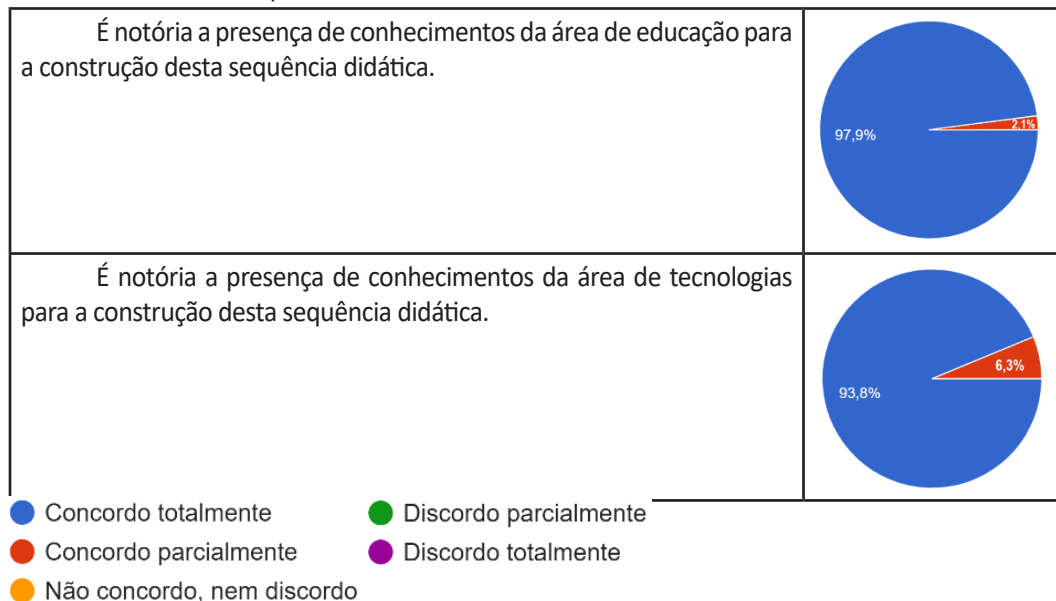 É notória a presença de conhecimentos da área de educação para
a construção desta sequência didática.
97,9%
2,1%
É notória a presença de conhecimentos da área de tecnologias
para a construção desta sequência didática.
93,8%
6,3%
Concordo totalmente
Discordo parcialmente
Concordo parcialmente
Discordo totalmente
Não concordo, nem discordo